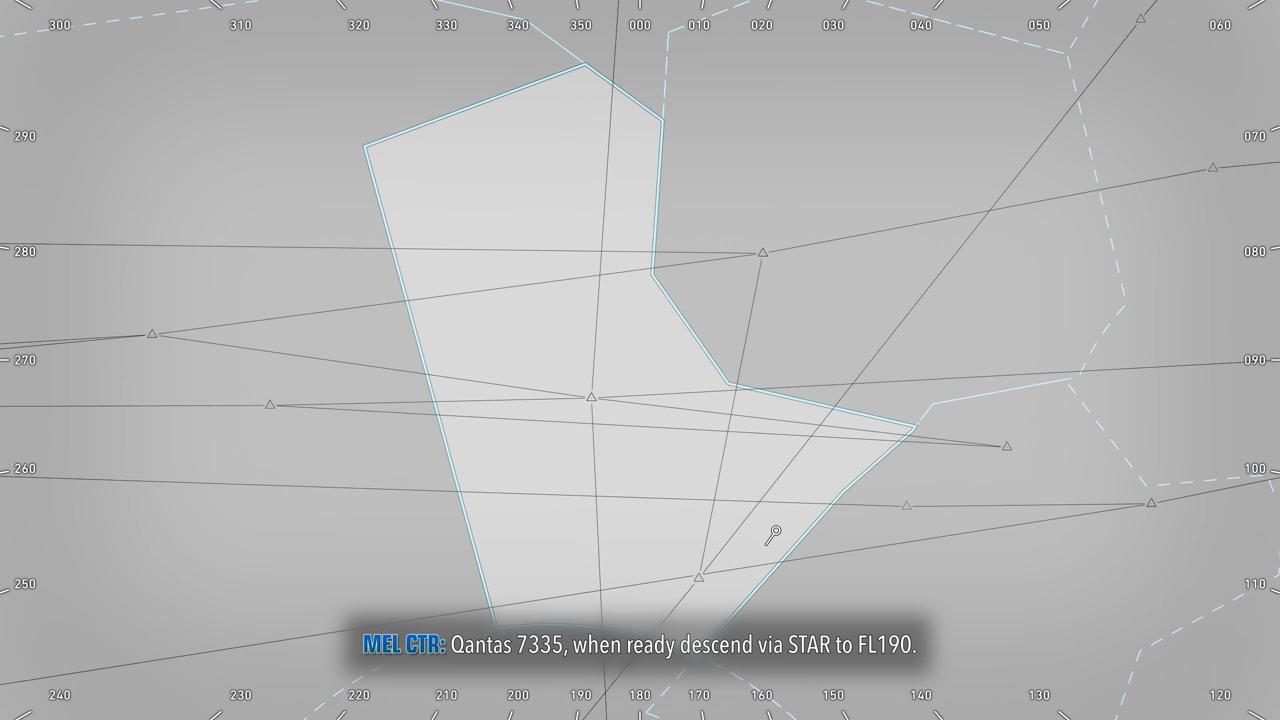 300 310 320 330 340 350 000 010 020 030 040 050 060
290 070
280 080
270 090
260 100
250 110
MEL CTR: Qantas 7335, when ready descend via STAR to FL190.
240 230 220 210 200 190 180 170 160 150 140 130 120